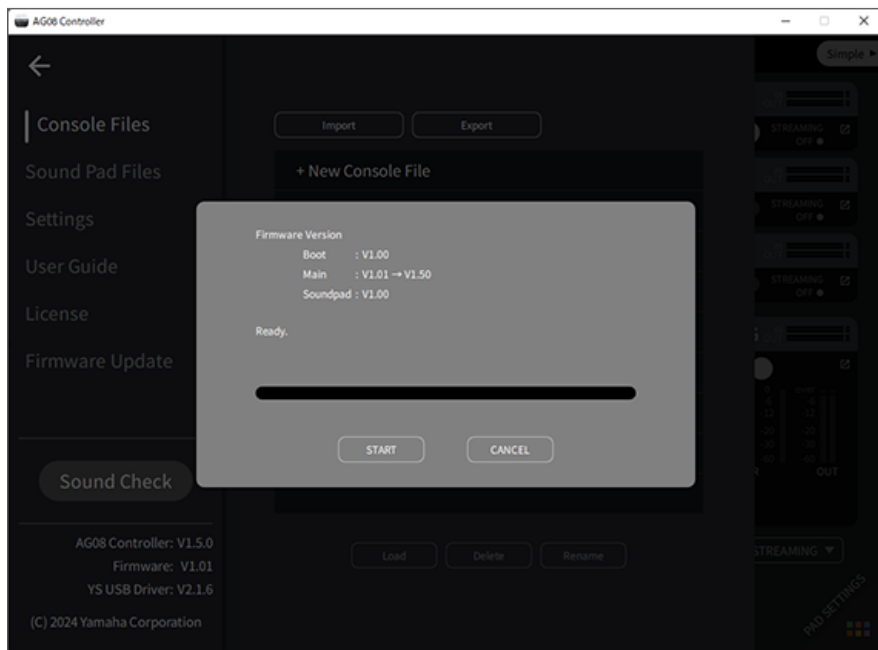 AG08 Controller
Simple
Console Files
Import
Export
Sound Pad Files
+ New Console File
STREAMING
OFF
Settings
STREAMING
OFF
User Guide
STREAMING
OFF
License
Firmware Update
Firmware Version
Boot : V1.00
Main : V1.01 → V1.50
Soundpad : V1.00
Ready.
START
CANCEL
Sound Check
OUT
AG08 Controller: V1.5.0
Firmware: V1.01
YS USB Driver: V2.1.6
(C) 2024 Yamaha Corporation
Load
Delete
Rename
STREAMING
PAD SETTINGS